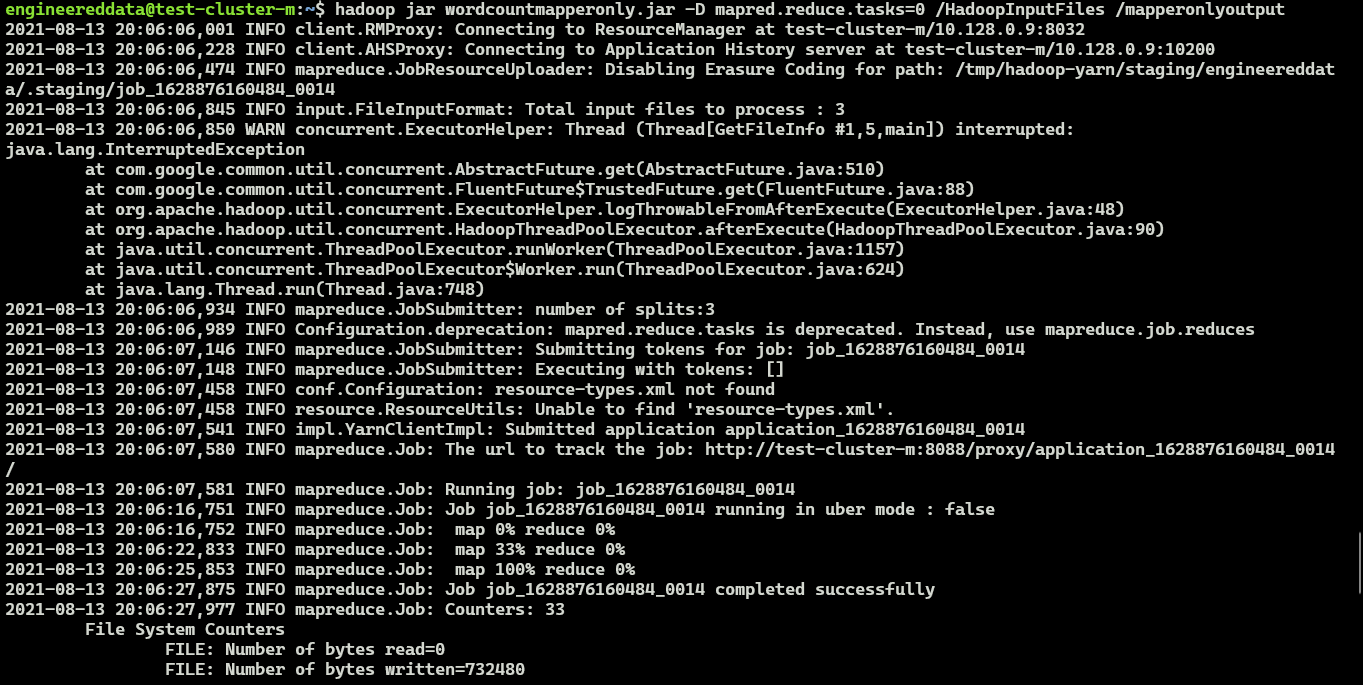 engineereddata@test-cluster-m:~$ hadoop jar wordcountmapperonly.jar -D mapred.reduce.tasks=0 /HadoopInputFiles /mapperonlyoutput
2021-08-13 20:06:06,001 INFO client.RMProxy: Connecting to ResourceManager at test-cluster-m/10.128.0.9:8032
2021-08-13 20:06:06,228 INFO client.AHSProxy: Connecting to Application History server at test-cluster-m/10.128.0.9:10200
2021-08-13 20:06:06,474 INFO mapreduce.JobResourceUploader: Disabling Erasure Coding for path: /tmp/hadoop-yarn/staging/engineereddat
a/.staging/job_1628876160484_0014
2021-08-13 20:06:06,845 INFO input.FileInputFormat: Total input files to process : 3
2021-08-13 20:06:06,850 WARN concurrent.ExecutorHelper: Thread (Thread[GetFileInfo #1,5,main]) interrupted:
java.lang.InterruptedException
        at com.google.common.util.concurrent.AbstractFuture.get(AbstractFuture.java:510)
        at com.google.common.util.concurrent.FluentFuture$TrustedFuture.get(FluentFuture.java:88)
        at org.apache.hadoop.util.concurrent.ExecutorHelper.logThrowableFromAfterExecute(ExecutorHelper.java:48)
        at org.apache.hadoop.util.concurrent.HadoopThreadPoolExecutor.afterExecute(HadoopThreadPoolExecutor.java:90)
        at java.util.concurrent.ThreadPoolExecutor.runWorker(ThreadPoolExecutor.java:1157)
        at java.util.concurrent.ThreadPoolExecutor$Worker.run(ThreadPoolExecutor.java:624)
        at java.lang.Thread.run(Thread.java:748)
2021-08-13 20:06:06,934 INFO mapreduce.JobSubmitter: number of splits:3
2021-08-13 20:06:06,989 INFO Configuration.deprecation: mapred.reduce.tasks is deprecated. Instead, use mapreduce.job.reduces
2021-08-13 20:06:07,146 INFO mapreduce.JobSubmitter: Submitting tokens for job: job_1628876160484_0014
2021-08-13 20:06:07,148 INFO mapreduce.JobSubmitter: Executing with tokens: []
2021-08-13 20:06:07,458 INFO conf.Configuration: resource-types.xml not found
2021-08-13 20:06:07,458 INFO resource.ResourceUtils: Unable to find 'resource-types.xml'.
2021-08-13 20:06:07,541 INFO impl.YarnClientImpl: Submitted application application_1628876160484_0014
2021-08-13 20:06:07,580 INFO mapreduce.Job: The url to track the job: http://test-cluster-m:8088/proxy/application_1628876160484_0014
/
2021-08-13 20:06:07,581 INFO mapreduce.Job: Running job: job_1628876160484_0014
2021-08-13 20:06:16,751 INFO mapreduce.Job: Job job_1628876160484_0014 running in uber mode : false
2021-08-13 20:06:16,752 INFO mapreduce.Job:  map 0% reduce 0%
2021-08-13 20:06:22,833 INFO mapreduce.Job:  map 33% reduce 0%
2021-08-13 20:06:25,853 INFO mapreduce.Job:  map 100% reduce 0%
2021-08-13 20:06:27,875 INFO mapreduce.Job: Job job_1628876160484_0014 completed successfully
2021-08-13 20:06:27,977 INFO mapreduce.Job: Counters: 33
        File System Counters
                FILE: Number of bytes read=0
                FILE: Number of bytes written=732480